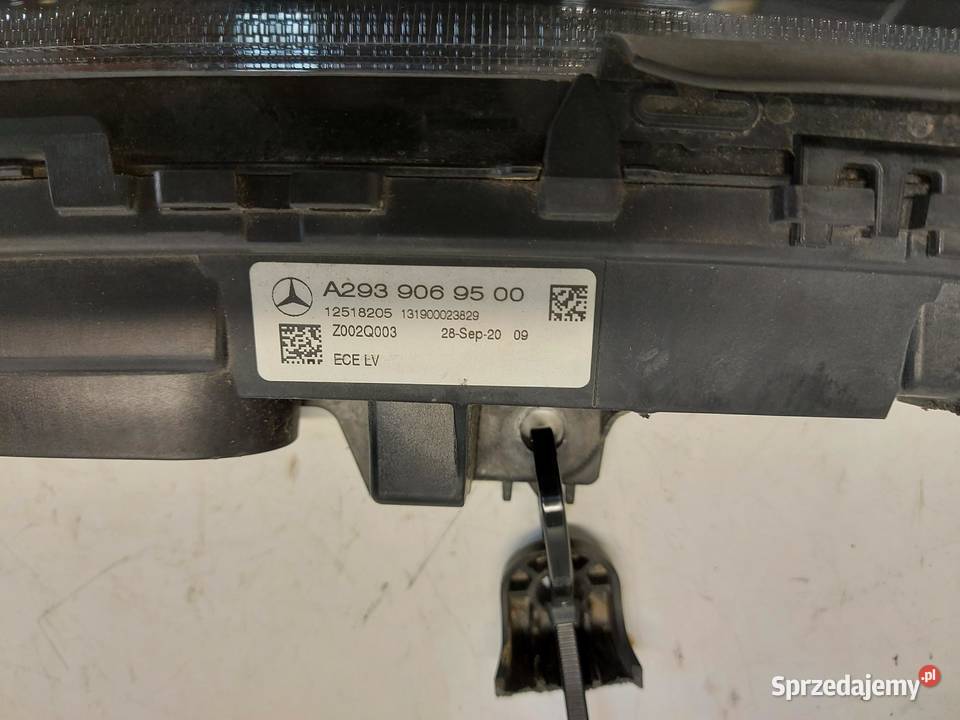 A293 906 95 00
12518205 131900023829
Z002Q003 28-Sep-20 09
ECE LV
Sprzedajemy.pl